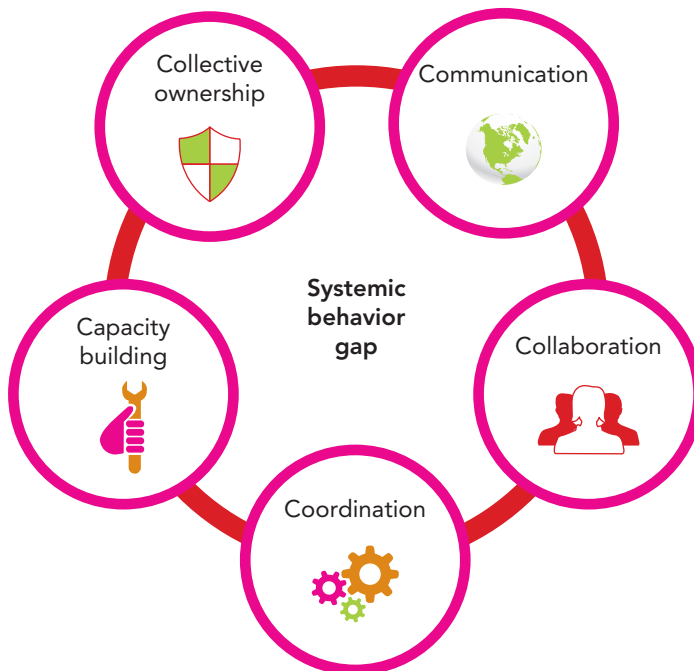 Collective
ownership
Communication
Systemic
behavior
gap
Capacity
building
Collaboration
Coordination